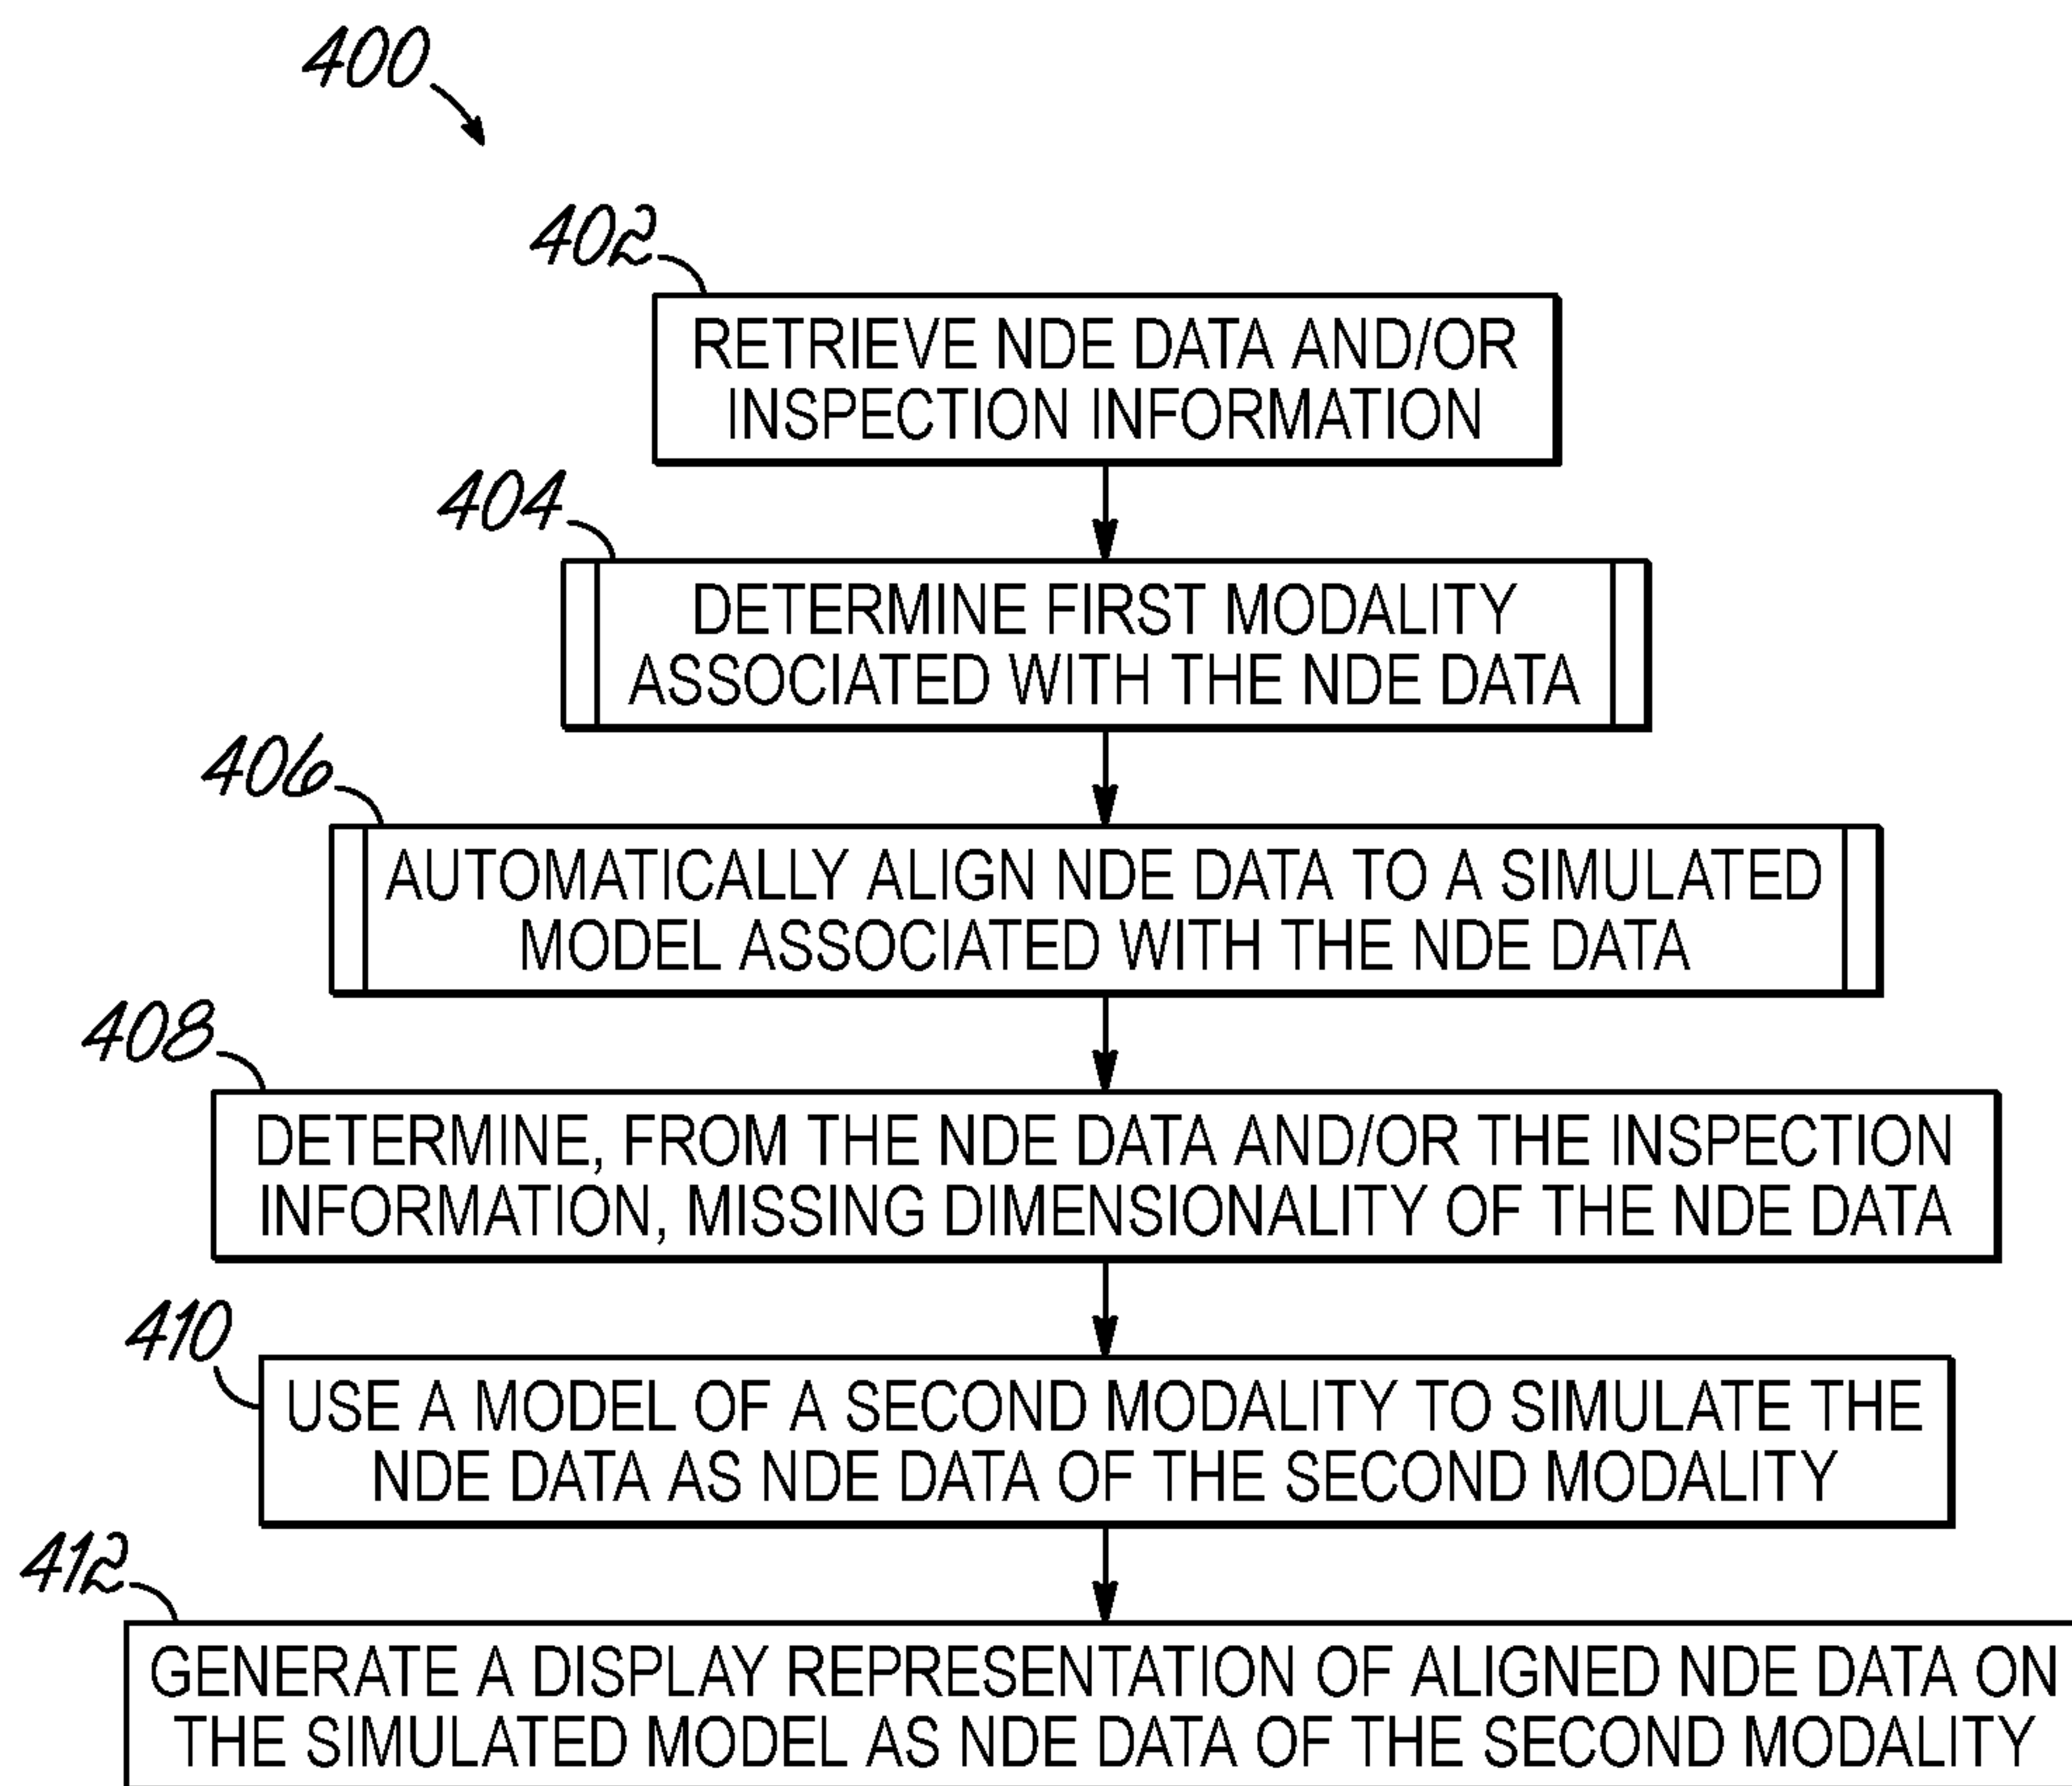 400
402
RETRIEVE NDE DATA AND/OR
INSPECTION INFORMATION
404
DETERMINE FIRST MODALITY
ASSOCIATED WITH THE NDE DATA
406
AUTOMATICALLY ALIGN NDE DATA TO A SIMULATED
MODEL ASSOCIATED WITH THE NDE DATA
408
DETERMINE, FROM THE NDE DATA AND/OR THE INSPECTION
INFORMATION, MISSING DIMENSIONALITY OF THE NDE DATA
410
USE A MODEL OF A SECOND MODALITY TO SIMULATE THE
NDE DATA AS NDE DATA OF THE SECOND MODALITY
412
GENERATE A DISPLAY REPRESENTATION OF ALIGNED NDE DATA ON
THE SIMULATED MODEL AS NDE DATA OF THE SECOND MODALITY